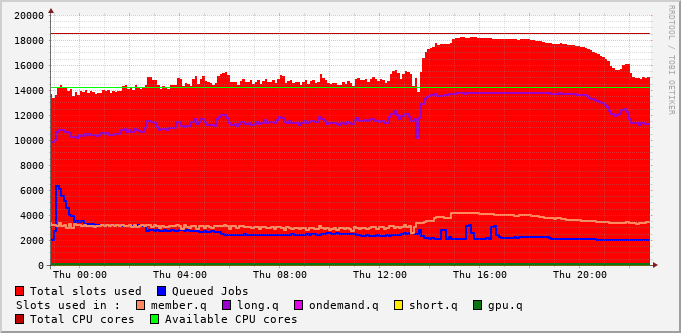 20000
18000
16000
14000
12000
10000
8000
6000
4000
2000
0
Thu 00:00 Thu 04:00 Thu 08:00 Thu 12:00 Thu 16:00 Thu 20:00
Total slots used Queued Jobs
Slots used in : member.q long.q ondemand.q short.q gpu.q
Total CPU cores Available CPU cores
RRDTOOL / TOBI OETIKER